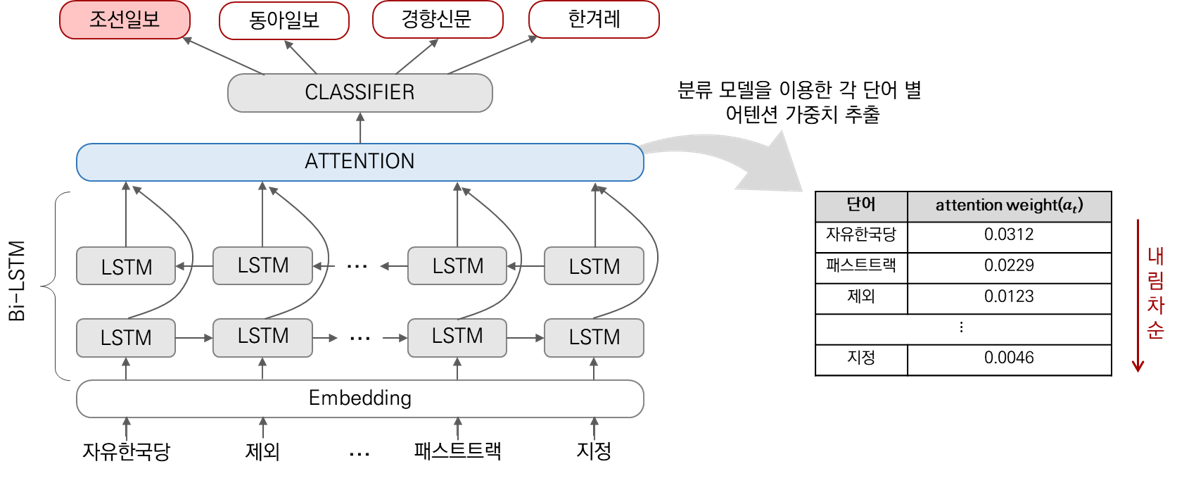 조선일보 동아일보 경향신문 한겨레
CLASSIFIER
분류 모델을 이용한 각 단어 별
어텐션 가중치 추출
ATTENTION
Bi-LSTM
LSTM LSTM ... LSTM LSTM
LSTM LSTM ... LSTM LSTM
Embedding
자유한국당 제외 ... 패스트트랙 지정
단어 attention weight(aₜ)
자유한국당 0.0312
패스트트랙 0.0229
제외 0.0123
⋮
지정 0.0046
내림차순